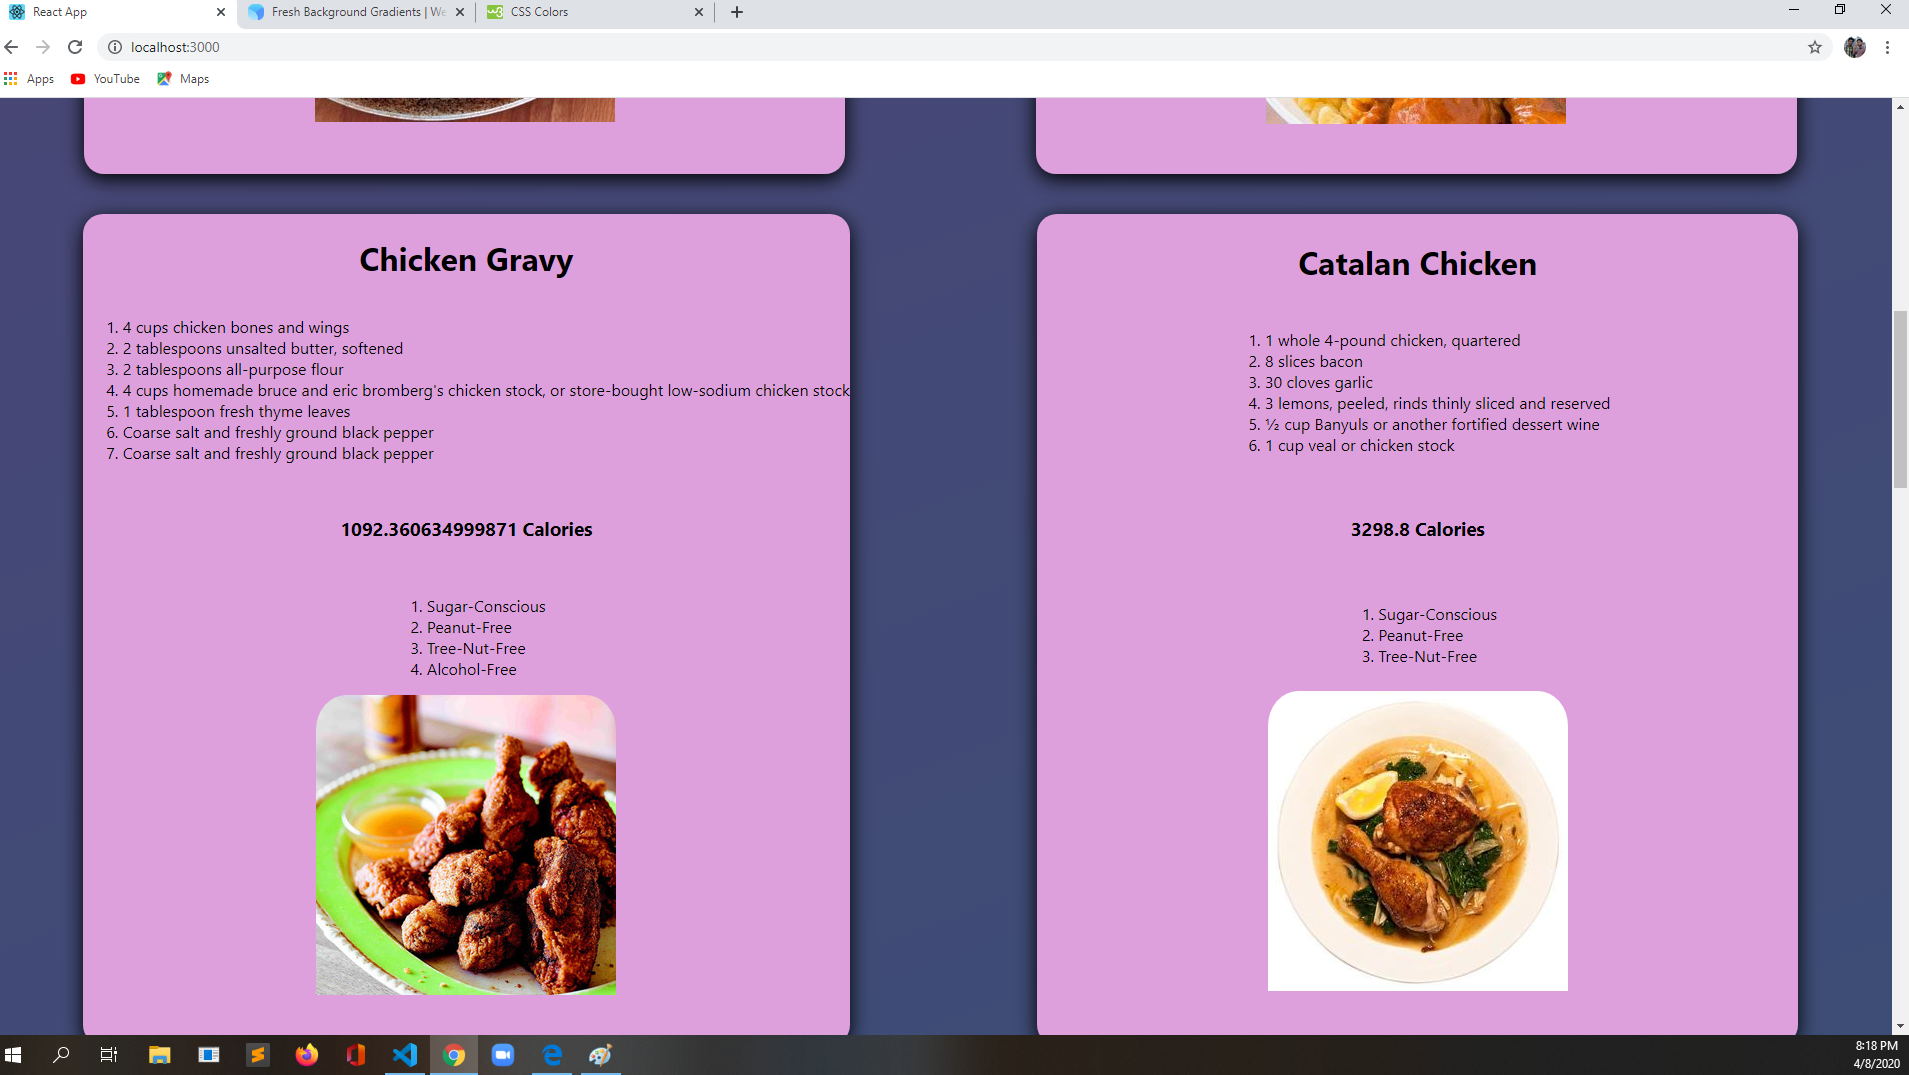 React App
Fresh Background Gradients | We
CSS Colors
localhost:3000
Apps
YouTube
Maps
Chicken Gravy
1. 4 cups chicken bones and wings
2. 2 tablespoons unsalted butter, softened
3. 2 tablespoons all-purpose flour
4. 4 cups homemade bruce and eric bromberg's chicken stock, or store-bought low-sodium chicken stock
5. 1 tablespoon fresh thyme leaves
6. Coarse salt and freshly ground black pepper
7. Coarse salt and freshly ground black pepper
1092.360634999871 Calories
1. Sugar-Conscious
2. Peanut-Free
3. Tree-Nut-Free
4. Alcohol-Free
Catalan Chicken
1. 1 whole 4-pound chicken, quartered
2. 8 slices bacon
3. 30 cloves garlic
4. 3 lemons, peeled, rinds thinly sliced and reserved
5. ½ cup Banyuls or another fortified dessert wine
6. 1 cup veal or chicken stock
3298.8 Calories
1. Sugar-Conscious
2. Peanut-Free
3. Tree-Nut-Free
8:18 PM
4/8/2020